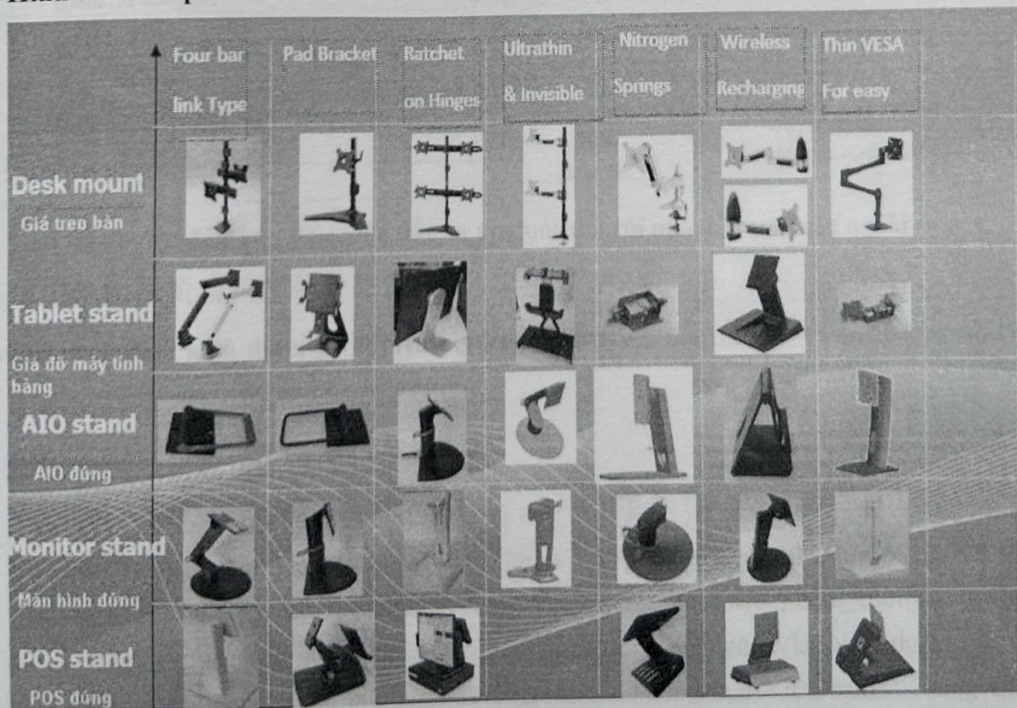 Four bar
link Type
Pad Bracket
Ratchet
on Hinges
Ultrathin
& Invisible
Nitrogen
Springs
Wireless
Recharging
Thin VESA
For easy
Desk mount
Giá treo bàn
Tablet stand
Giá đỡ máy tính
bảng
AIO stand
AIO đứng
Monitor stand
Màn hình đứng
POS stand
POS đứng